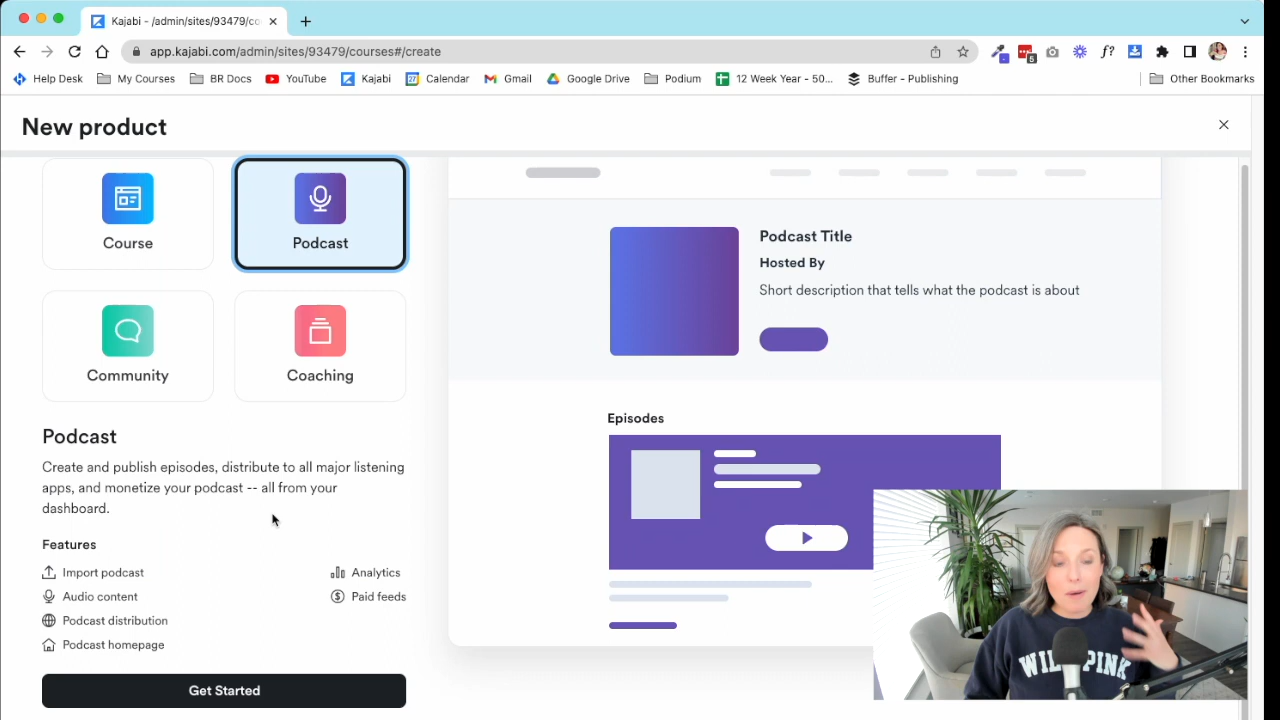 Kajabi - /admin/sites/93479/co
app.kajabi.com/admin/sites/93479/courses#/create
5
f?
Help Desk
My Courses
BR Docs
YouTube
Kajabi
27
Calendar
Gmail
Google Drive
Podium
12 Week Year - 50...
Buffer - Publishing
Other Bookmarks
New product
Course
Podcast
Community
Coaching
Podcast
Create and publish episodes, distribute to all major listening
apps, and monetize your podcast -- all from your
dashboard.
Features
Import podcast
Analytics
Audio content
Paid feeds
Podcast distribution
Podcast homepage
Get Started
Podcast Title
Hosted By
Short description that tells what the podcast is about
Episodes
PINK